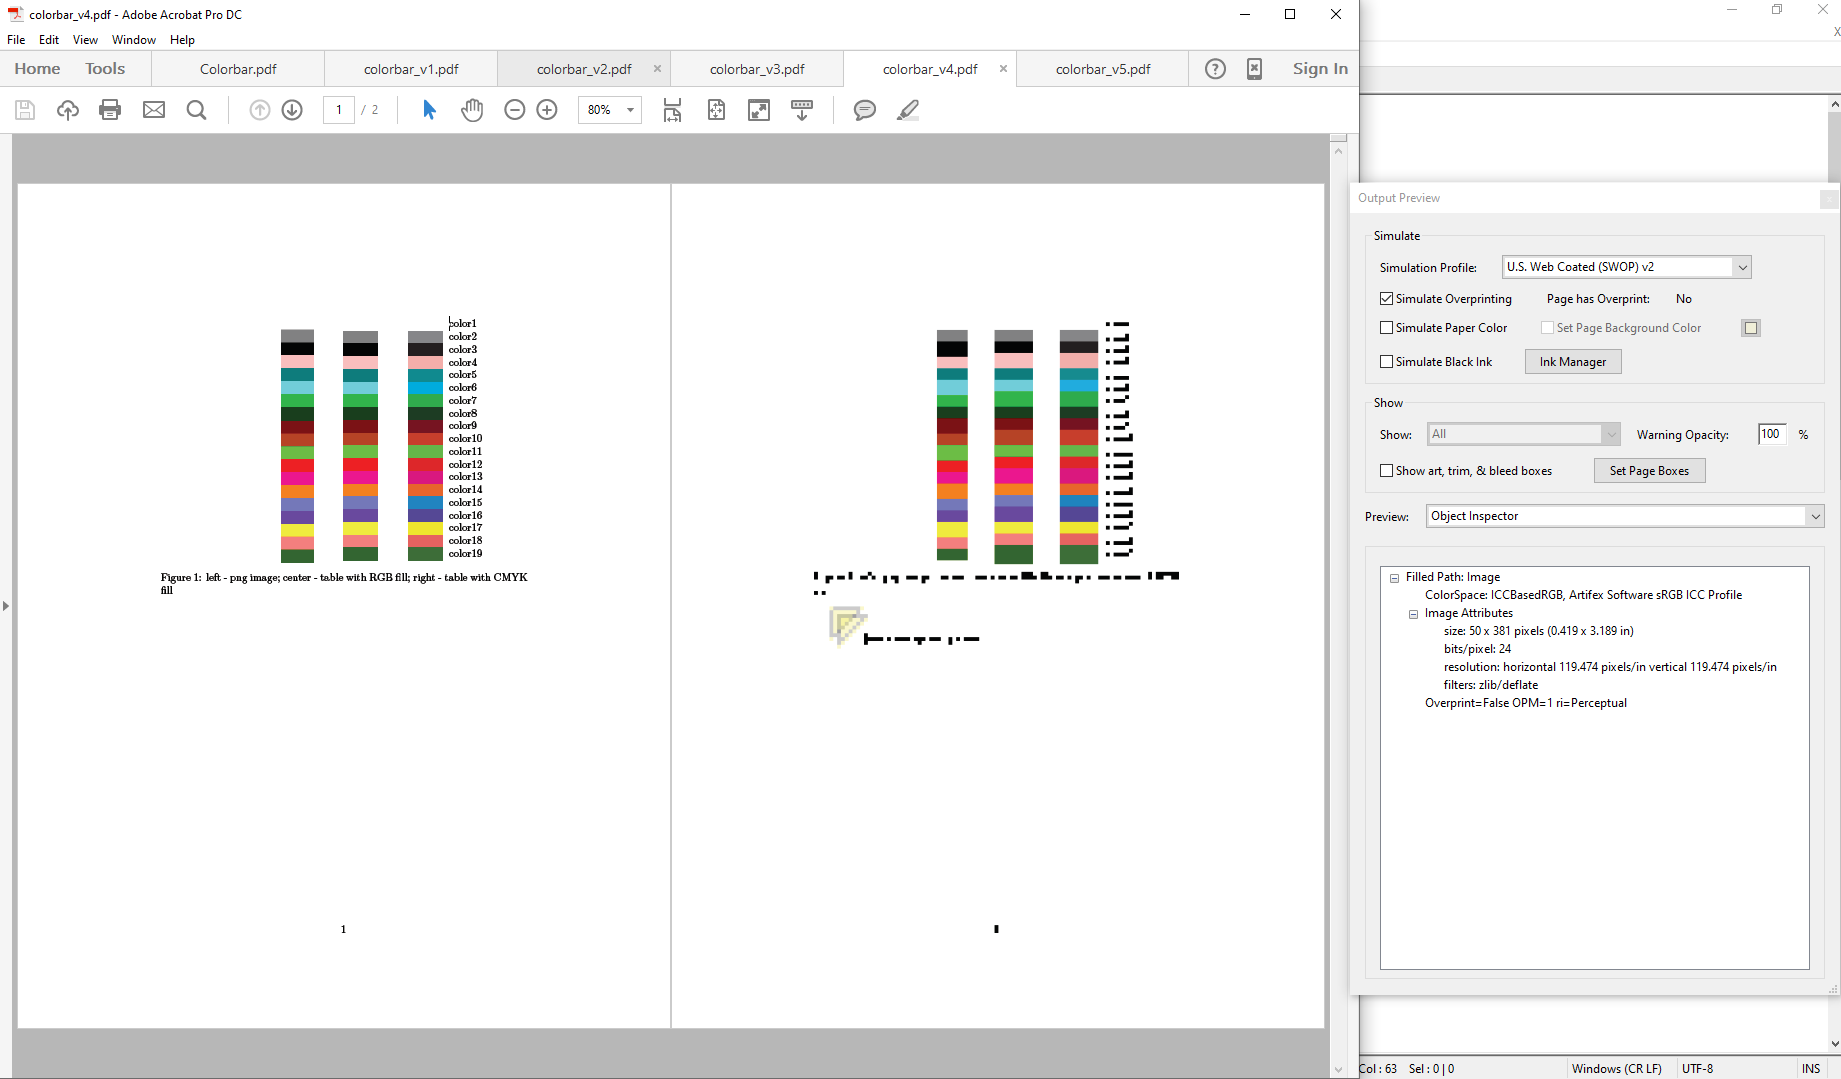 colorbar_v4.pdf - Adobe Acrobat Pro DC
File Edit View Window Help
Home Tools Colorbar.pdf colorbar_v1.pdf colorbar_v2.pdf × colorbar_v3.pdf colorbar_v4.pdf × colorbar_v5.pdf Sign In
1 / 2 80%
color1
color2
color3
color4
color5
color6
color7
color8
color9
color10
color11
color12
color13
color14
color15
color16
color17
color18
color19
Figure 1: left - png image; center - table with RGB fill; right - table with CMYK
fill
1
Output Preview
Simulate
Simulation Profile: U.S. Web Coated (SWOP) v2
Simulate Overprinting Page has Overprint: No
Simulate Paper Color Set Page Background Color
Simulate Black Ink Ink Manager
Show
Show: All Warning Opacity: 100 %
Show art, trim, & bleed boxes Set Page Boxes
Preview: Object Inspector
Filled Path: Image
ColorSpace: ICCBasedRGB, Artifex Software sRGB ICC Profile
Image Attributes
size: 50 x 381 pixels (0.419 x 3.189 in)
bits/pixel: 24
resolution: horizontal 119.474 pixels/in vertical 119.474 pixels/in
filters: zlib/deflate
Overprint=False OPM=1 ri=Perceptual
Col : 63 Sel : 0 | 0 Windows (CR LF) UTF-8 INS